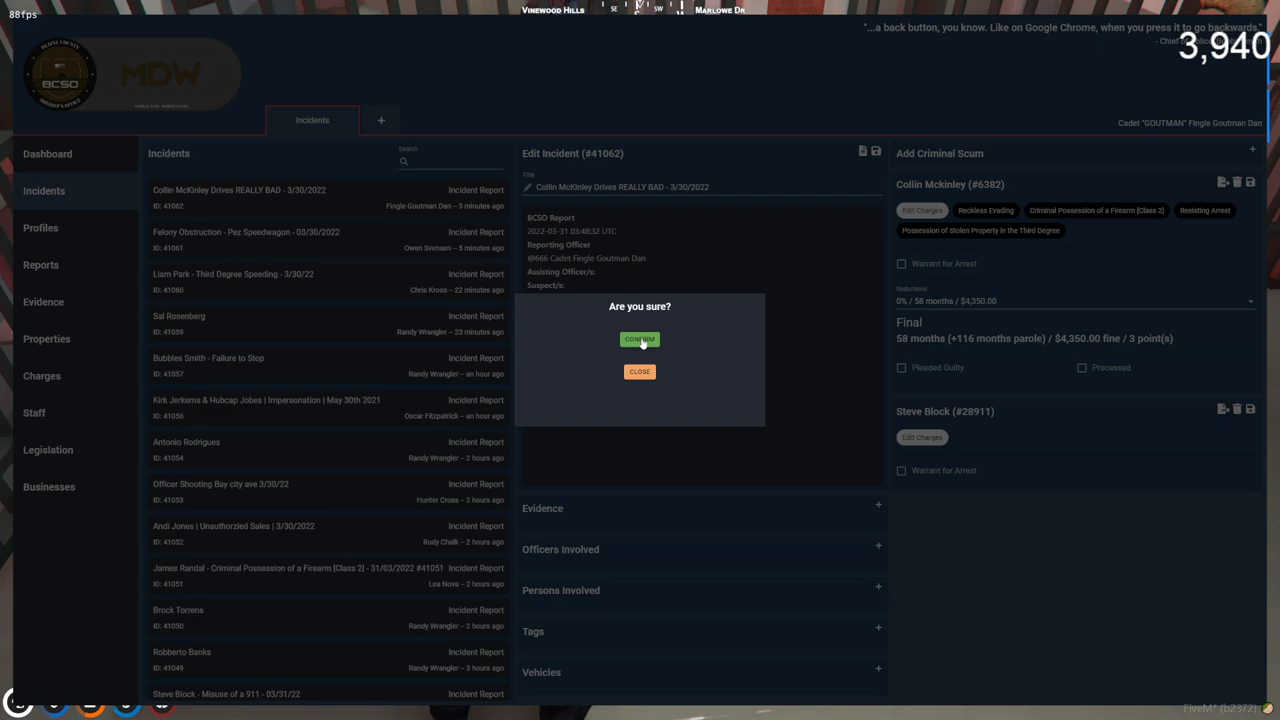 88fps
VINEWOOD HILLS
SE
SW
MARLOWE DR
"...a back button, you know. Like on Google Chrome, when you press it to go backwards."
3,940
BCSO
MDW
Incidents
+
Cadet "GOUTMAN" Fingle Goutman Dan
Dashboard
Incidents
Profiles
Reports
Evidence
Properties
Charges
Staff
Legislation
Businesses
Incidents
Search
Collin McKinley Drives REALLY BAD - 3/30/2022
Incident Report
ID: 41062
Fingle Goutman Dan – 5 minutes ago
Felony Obstruction - Pez Speedwagon - 03/30/2022
Incident Report
ID: 41061
Owen Svensen – 5 minutes ago
Liam Park - Third Degree Speeding - 3/30/22
Incident Report
ID: 41060
Chris Kross – 22 minutes ago
Sal Rosenberg
Incident Report
ID: 41059
Randy Wrangler – 23 minutes ago
Bubbles Smith - Failure to Stop
Incident Report
ID: 41057
Randy Wrangler – an hour ago
Kirk Jerkerns & Hubcap Jobes | Impersonation | May 30th 2021
Incident Report
ID: 41056
Oscar Fitzpatrick – an hour ago
Antonio Rodrigues
Incident Report
ID: 41054
Randy Wrangler – 2 hours ago
Officer Shooting Bay city ave 3/30/22
Incident Report
ID: 41053
Hunter Cross – 2 hours ago
Andi Jones | Unauthorzied Sales | 3/30/2022
Incident Report
ID: 41052
Rudy Chalk – 2 hours ago
James Randal - Criminal Possession of a Firearm [Class 2] - 31/03/2022 #41051
Incident Report
ID: 41051
Lea Nova – 2 hours ago
Brock Torrens
Incident Report
ID: 41050
Randy Wrangler – 2 hours ago
Robberto Banks
Incident Report
ID: 41049
Randy Wrangler – 3 hours ago
Steve Block - Misuse of a 911 - 03/31/22
Incident Report
Edit Incident (#41062)
Title
Collin McKinley Drives REALLY BAD - 3/30/2022
BCSO Report
2022-03-31 03:48:32 UTC
Reporting Officer
@666 Cadet Fingle Goutman Dan
Assisting Officer/s:
Suspect/s:
Are you sure?
CONFIRM
CLOSE
Evidence
+
Officers Involved
+
Persons Involved
+
Tags
+
Vehicles
+
Add Criminal Scum
+
Collin Mckinley (#6382)
Edit Charges
Reckless Evading
Criminal Possession of a Firearm [Class 2]
Resisting Arrest
Possession of Stolen Property in the Third Degree
Warrant for Arrest
Reductions
0% / 58 months / $4,350.00
Final
58 months (+116 months parole) / $4,350.00 fine / 3 point(s)
Pleaded Guilty
Processed
Steve Block (#28911)
Edit Charges
Warrant for Arrest
FiveM* (b2372)